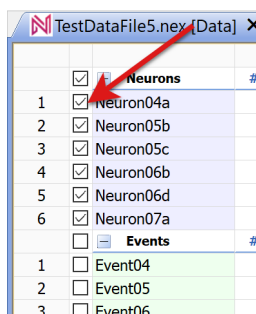 TestDataFile5.nex [Data]
Neurons #
1 Neuron04a
2 Neuron05b
3 Neuron05c
4 Neuron06b
5 Neuron06d
6 Neuron07a
Events #
1 Event04
2 Event05
3 Event06